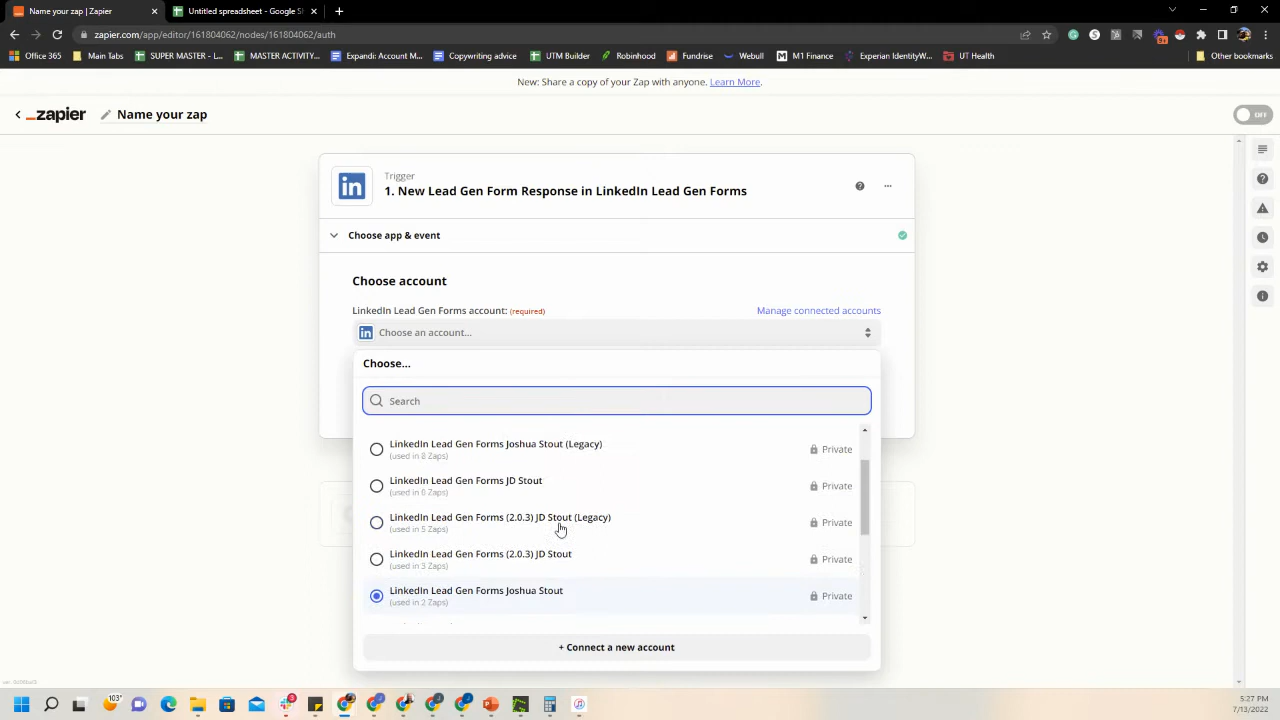 Name your zap | Zapier
Untitled spreadsheet - Google Sh
zapier.com/app/editor/161804062/nodes/161804062/auth
Office 365
Main Tabs
SUPER MASTER – L...
MASTER ACTIVITY...
Expandi: Account M...
Copywriting advice
UTM Builder
Robinhood
Fundrise
Webull
M1 Finance
Experian IdentityW...
UT Health
Other bookmarks
New: Share a copy of your Zap with anyone. Learn More.
_zapier
Name your zap
OFF
Trigger
1. New Lead Gen Form Response in LinkedIn Lead Gen Forms
Choose app & event
Choose account
LinkedIn Lead Gen Forms account: (required)
Manage connected accounts
in Choose an account...
Choose...
Search
LinkedIn Lead Gen Forms Joshua Stout (Legacy)
(used in 8 Zaps)
Private
LinkedIn Lead Gen Forms JD Stout
(used in 6 Zaps)
Private
LinkedIn Lead Gen Forms (2.0.3) JD Stout (Legacy)
(used in 5 Zaps)
Private
LinkedIn Lead Gen Forms (2.0.3) JD Stout
(used in 3 Zaps)
Private
LinkedIn Lead Gen Forms Joshua Stout
(used in 2 Zaps)
Private
+ Connect a new account
103°
5:27 PM
7/13/2022